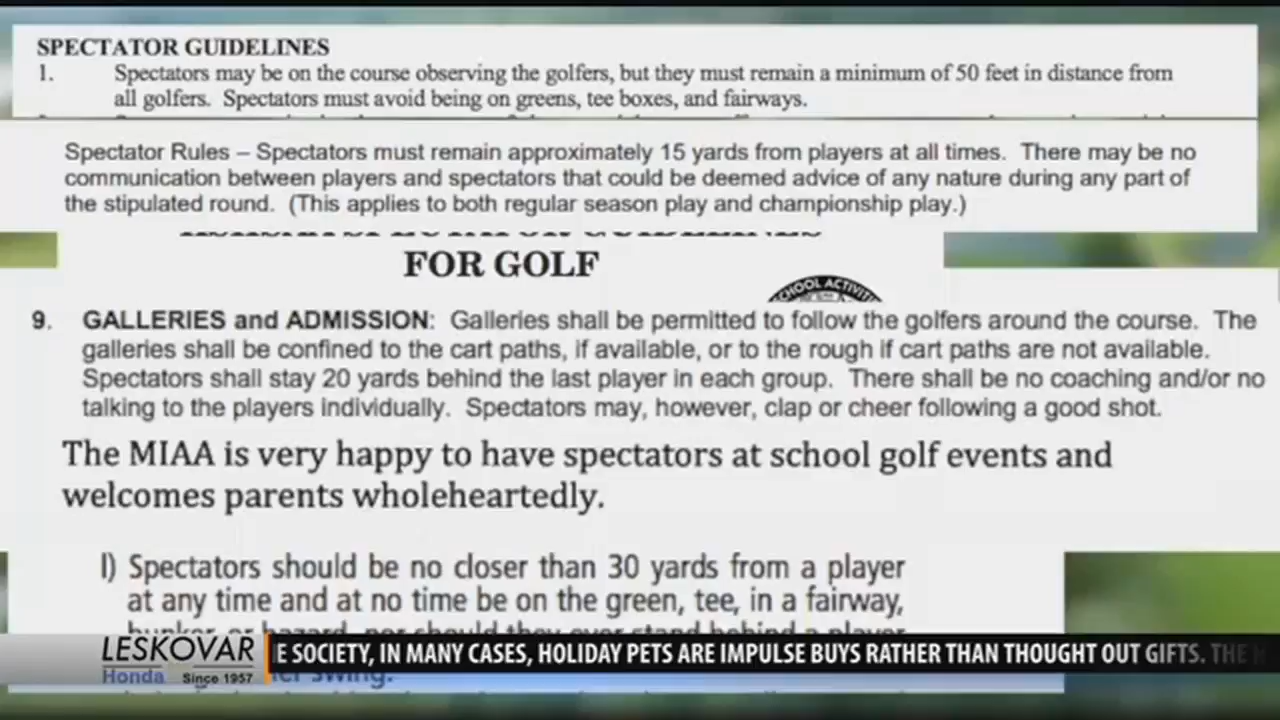 SPECTATOR GUIDELINES
1. Spectators may be on the course observing the golfers, but they must remain a minimum of 50 feet in distance from
all golfers. Spectators must avoid being on greens, tee boxes, and fairways.
Spectator Rules – Spectators must remain approximately 15 yards from players at all times. There may be no
communication between players and spectators that could be deemed advice of any nature during any part of
the stipulated round. (This applies to both regular season play and championship play.)
FOR GOLF
SCHOOL ACTIVITI
9. GALLERIES and ADMISSION: Galleries shall be permitted to follow the golfers around the course. The
galleries shall be confined to the cart paths, if available, or to the rough if cart paths are not available.
Spectators shall stay 20 yards behind the last player in each group. There shall be no coaching and/or no
talking to the players individually. Spectators may, however, clap or cheer following a good shot.
The MIAA is very happy to have spectators at school golf events and
welcomes parents wholeheartedly.
l) Spectators should be no closer than 30 yards from a player
at any time and at no time be on the green, tee, in a fairway,
LESKOVAR
Honda Since 1957
E SOCIETY, IN MANY CASES, HOLIDAY PETS ARE IMPULSE BUYS RATHER THAN THOUGHT OUT GIFTS. THE
swing.